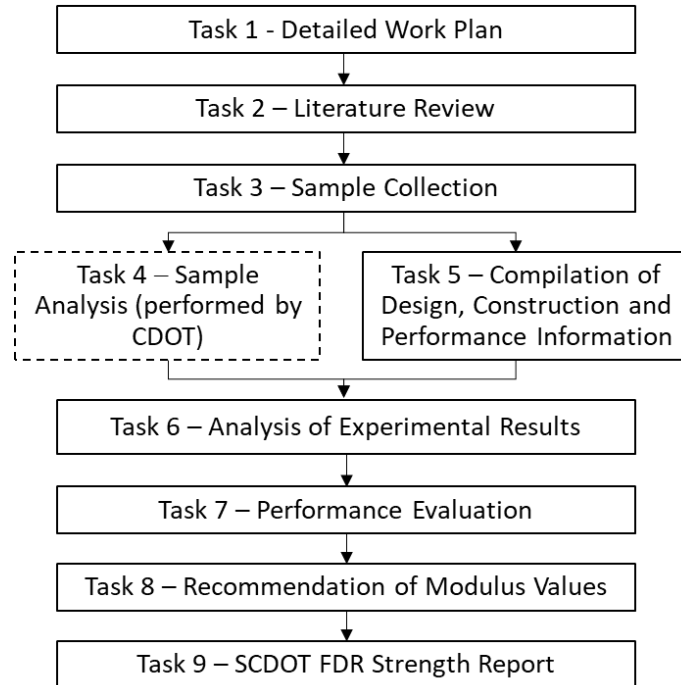 Task 1 - Detailed Work Plan
Task 2 – Literature Review
Task 3 – Sample Collection
Task 4 – Sample
Analysis (performed by
CDOT)
Task 5 – Compilation of
Design, Construction and
Performance Information
Task 6 – Analysis of Experimental Results
Task 7 – Performance Evaluation
Task 8 – Recommendation of Modulus Values
Task 9 – SCDOT FDR Strength Report